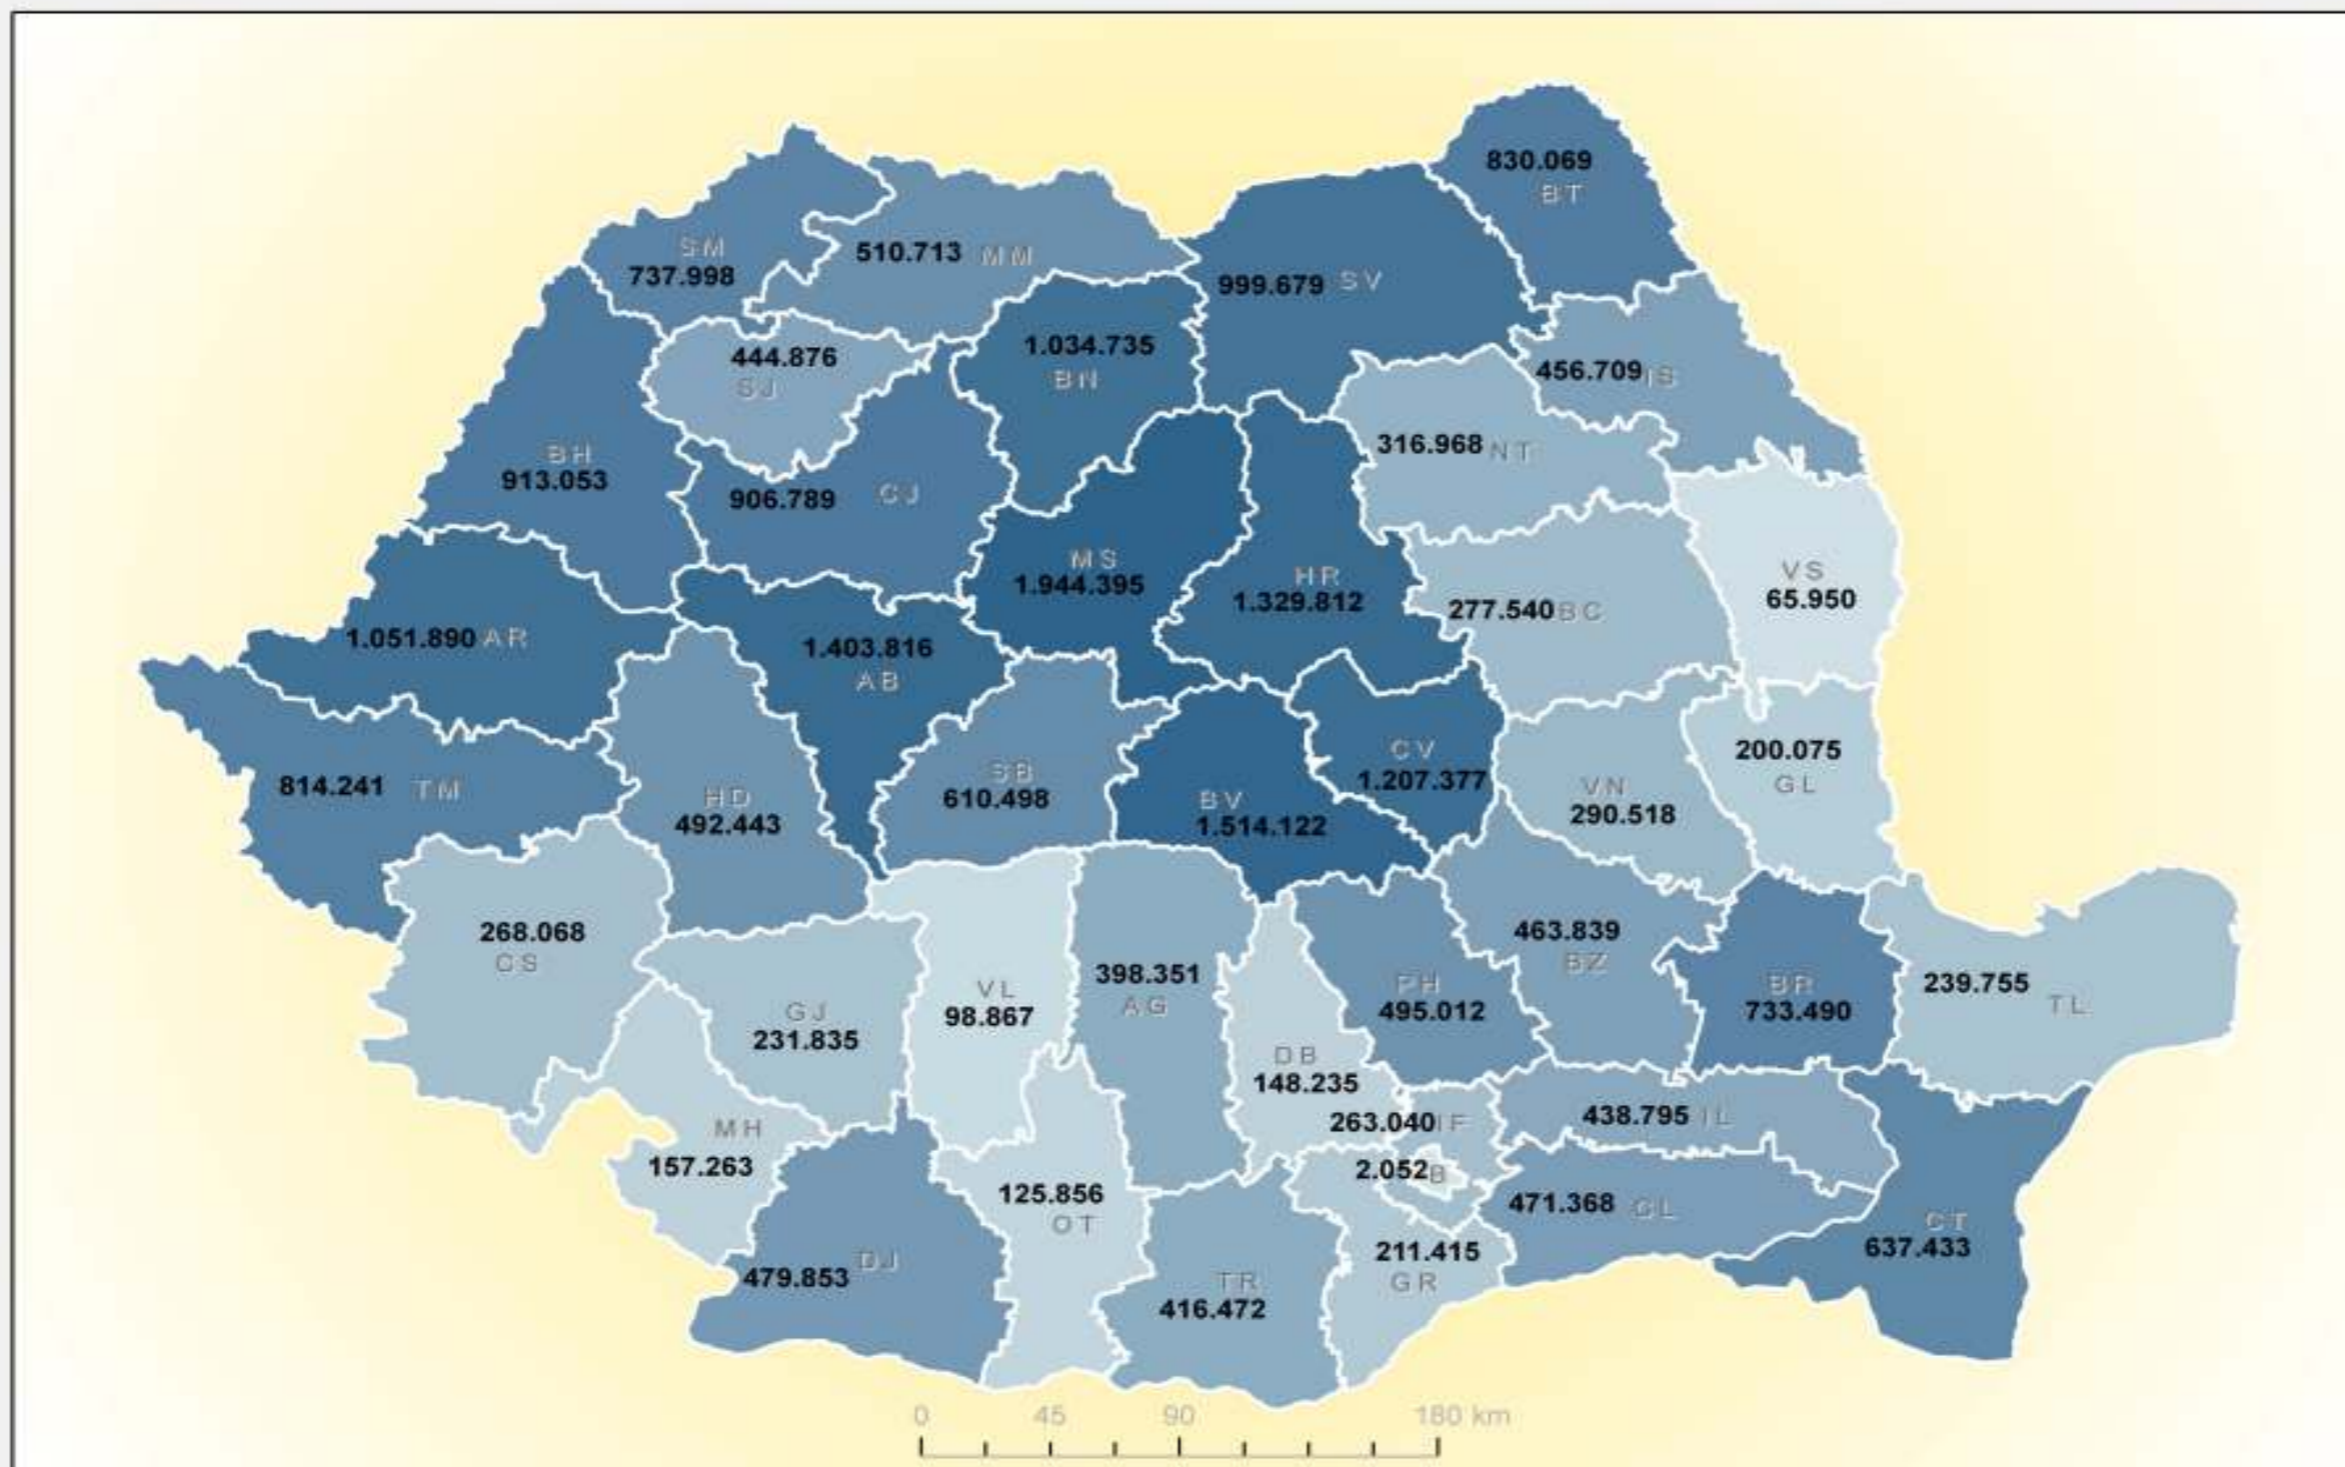 830.069
BT
SM
737.998
510.713 MM
999.679 SV
444.876
SJ
1.034.735
BN
456.709 IS
BH
913.053
906.789 CJ
316.968 NT
MS
1.944.395
HR
1.329.812
277.540 BC
VS
65.950
1.051.890 AR
1.403.816
AB
814.241 TM
HD
492.443
SB
610.498
BV
1.514.122
CV
1.207.377
VN
290.518
200.075
GL
268.068
CS
GJ
231.835
VL
98.867
398.351
AG
DB
148.235
PH
495.012
463.839
BZ
BR
733.490
239.755
TL
MH
157.263
263.040 IF
438.795 IL
2.052 B
125.856
OT
471.368 CL
479.853 DJ
TR
416.472
211.415
GR
CT
637.433
0 45 90 180 km